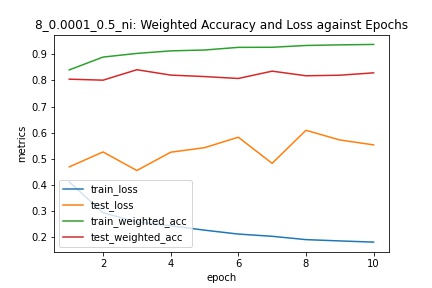 8_0.0001_0.5_ni: Weighted Accuracy and Loss against Epochs
metrics
0.9
0.8
0.7
0.6
0.5
0.4
0.3
0.2
train_loss
test_loss
train_weighted_acc
test_weighted_acc
2
4
6
8
10
epoch